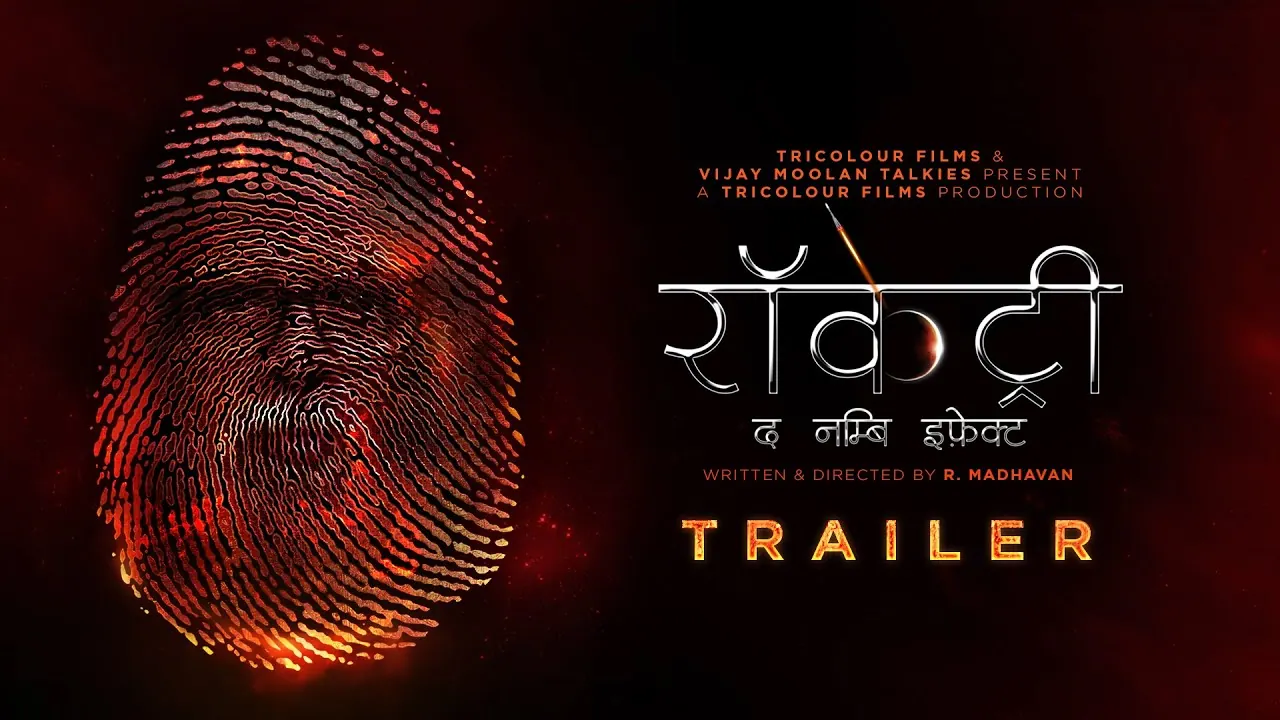 TRICOLOUR FILMS &
VIJAY MOOLAN TALKIES PRESENT
A TRICOLOUR FILMS PRODUCTION
रॉकेट्री
द नम्बि इफ़ेक्ट
WRITTEN & DIRECTED BY R. MADHAVAN
TRAILER